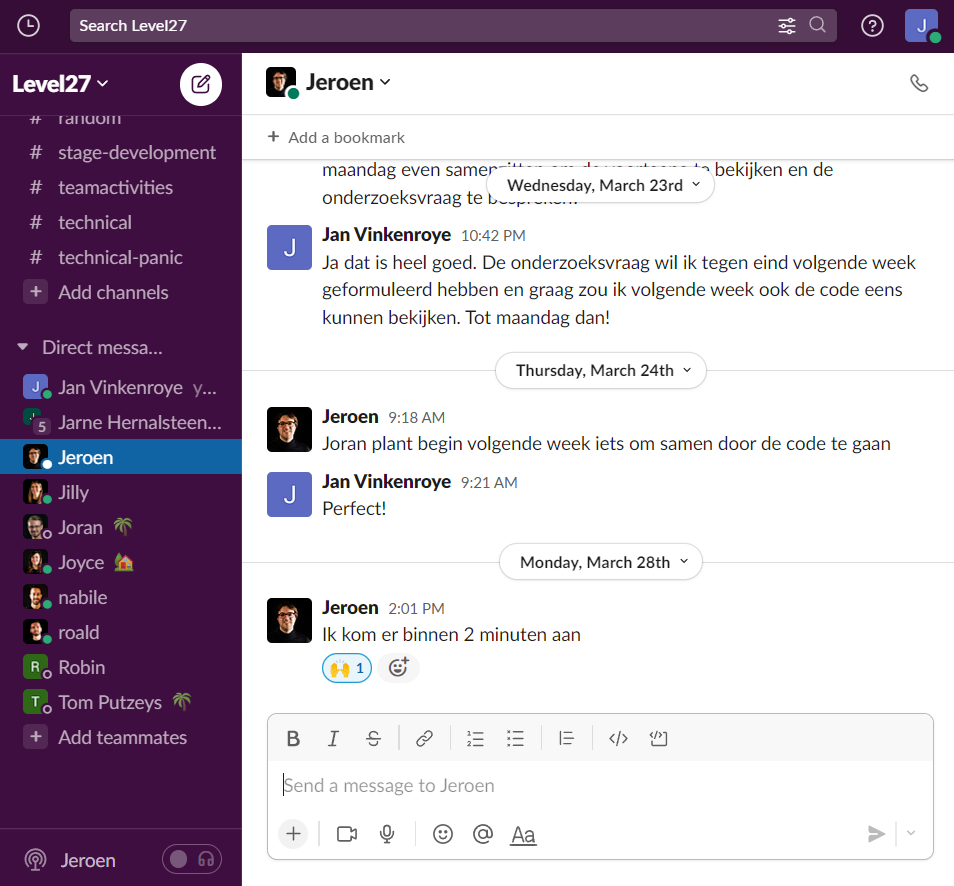 Search Level27
J
Level27
random
# stage-development
# teamactivities
# technical
# technical-panic
+ Add channels
Direct messa...
J Jan Vinkenroye y...
5 Jarne Hernalsteen...
Jeroen
Jilly
Joran
Joyce
nabile
roald
R Robin
T Tom Putzeys
+ Add teammates
Jeroen
Jeroen
+ Add a bookmark
maandag even samenzitten om de voortgang te bekijken en de
Wednesday, March 23rd
onderzoeksvraag te bespreken.
J
Jan Vinkenroye 10:42 PM
Ja dat is heel goed. De onderzoeksvraag wil ik tegen eind volgende week
geformuleerd hebben en graag zou ik volgende week ook de code eens
kunnen bekijken. Tot maandag dan!
Thursday, March 24th
Jeroen 9:18 AM
Joran plant begin volgende week iets om samen door de code te gaan
J
Jan Vinkenroye 9:21 AM
Perfect!
Monday, March 28th
Jeroen 2:01 PM
Ik kom er binnen 2 minuten aan
1
B I S
Send a message to Jeroen
+ @ Aa